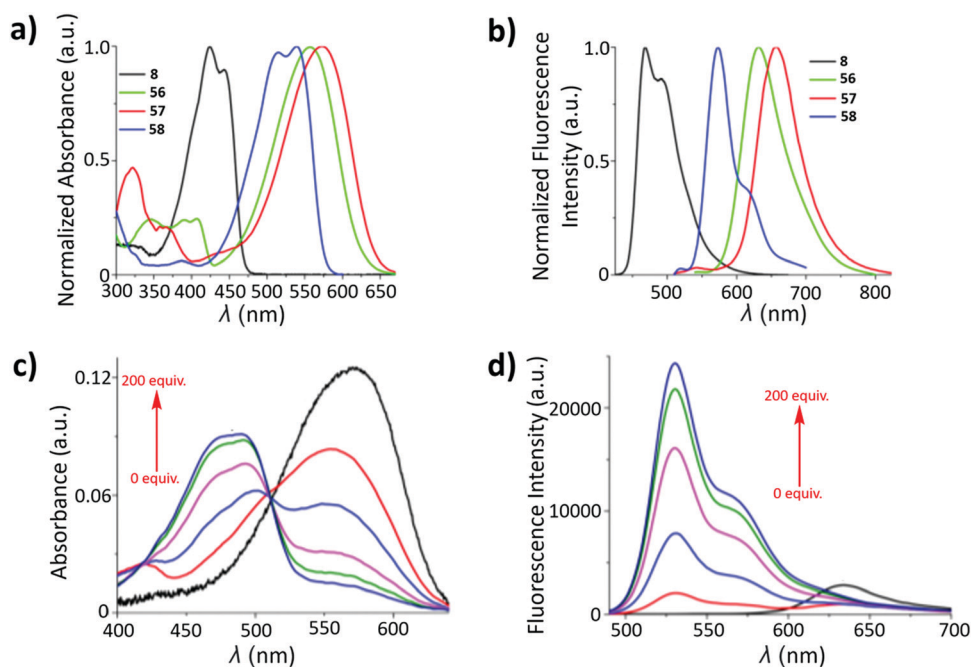 a)
Normalized Absorbance (a.u.)
1.0
0.5
0
8
56
57
58
300 350 400 450 500 550 600 650
λ (nm)
b)
Normalized Fluorescence
Intensity (a.u.)
1.0
0.5
0
8
56
57
58
500 600 700 800
λ (nm)
c)
Absorbance (a.u.)
0.12
0.06
0
200 equiv.
0 equiv.
400 450 500 550 600
λ (nm)
d)
Fluorescence Intensity (a.u.)
20000
10000
0
200 equiv.
0 equiv.
500 550 600 650 700
λ (nm)